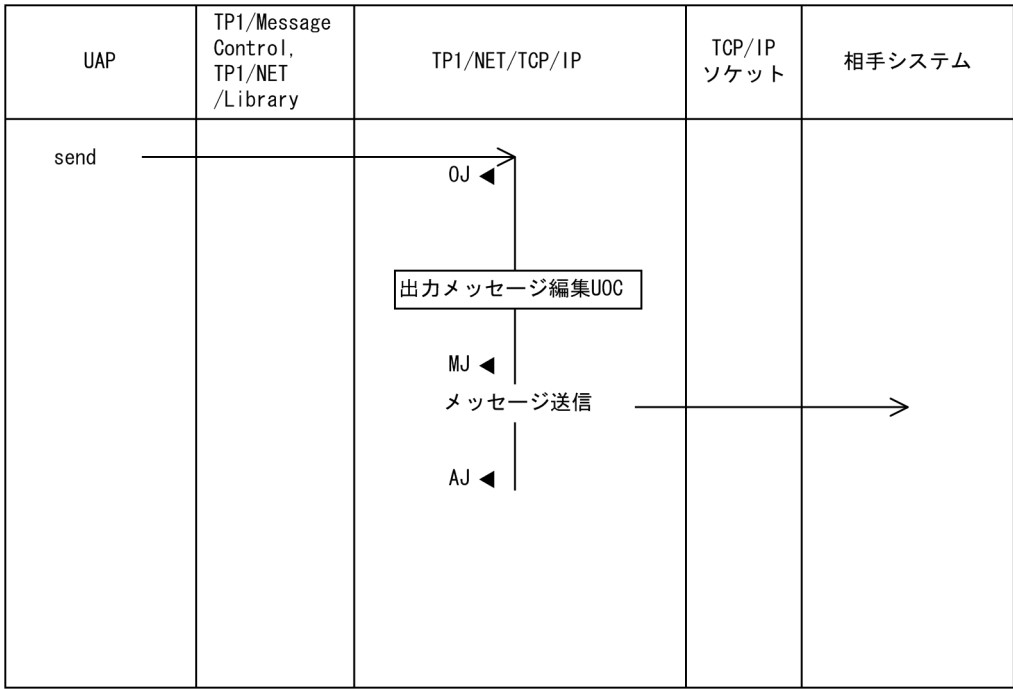 UAP
TP1/Message
Control,
TP1/NET
/Library
TP1/NET/TCP/IP
TCP/IP
ソケット
相手システム
send
OJ
出力メッセージ編集UOC
MJ
メッセージ送信
AJ